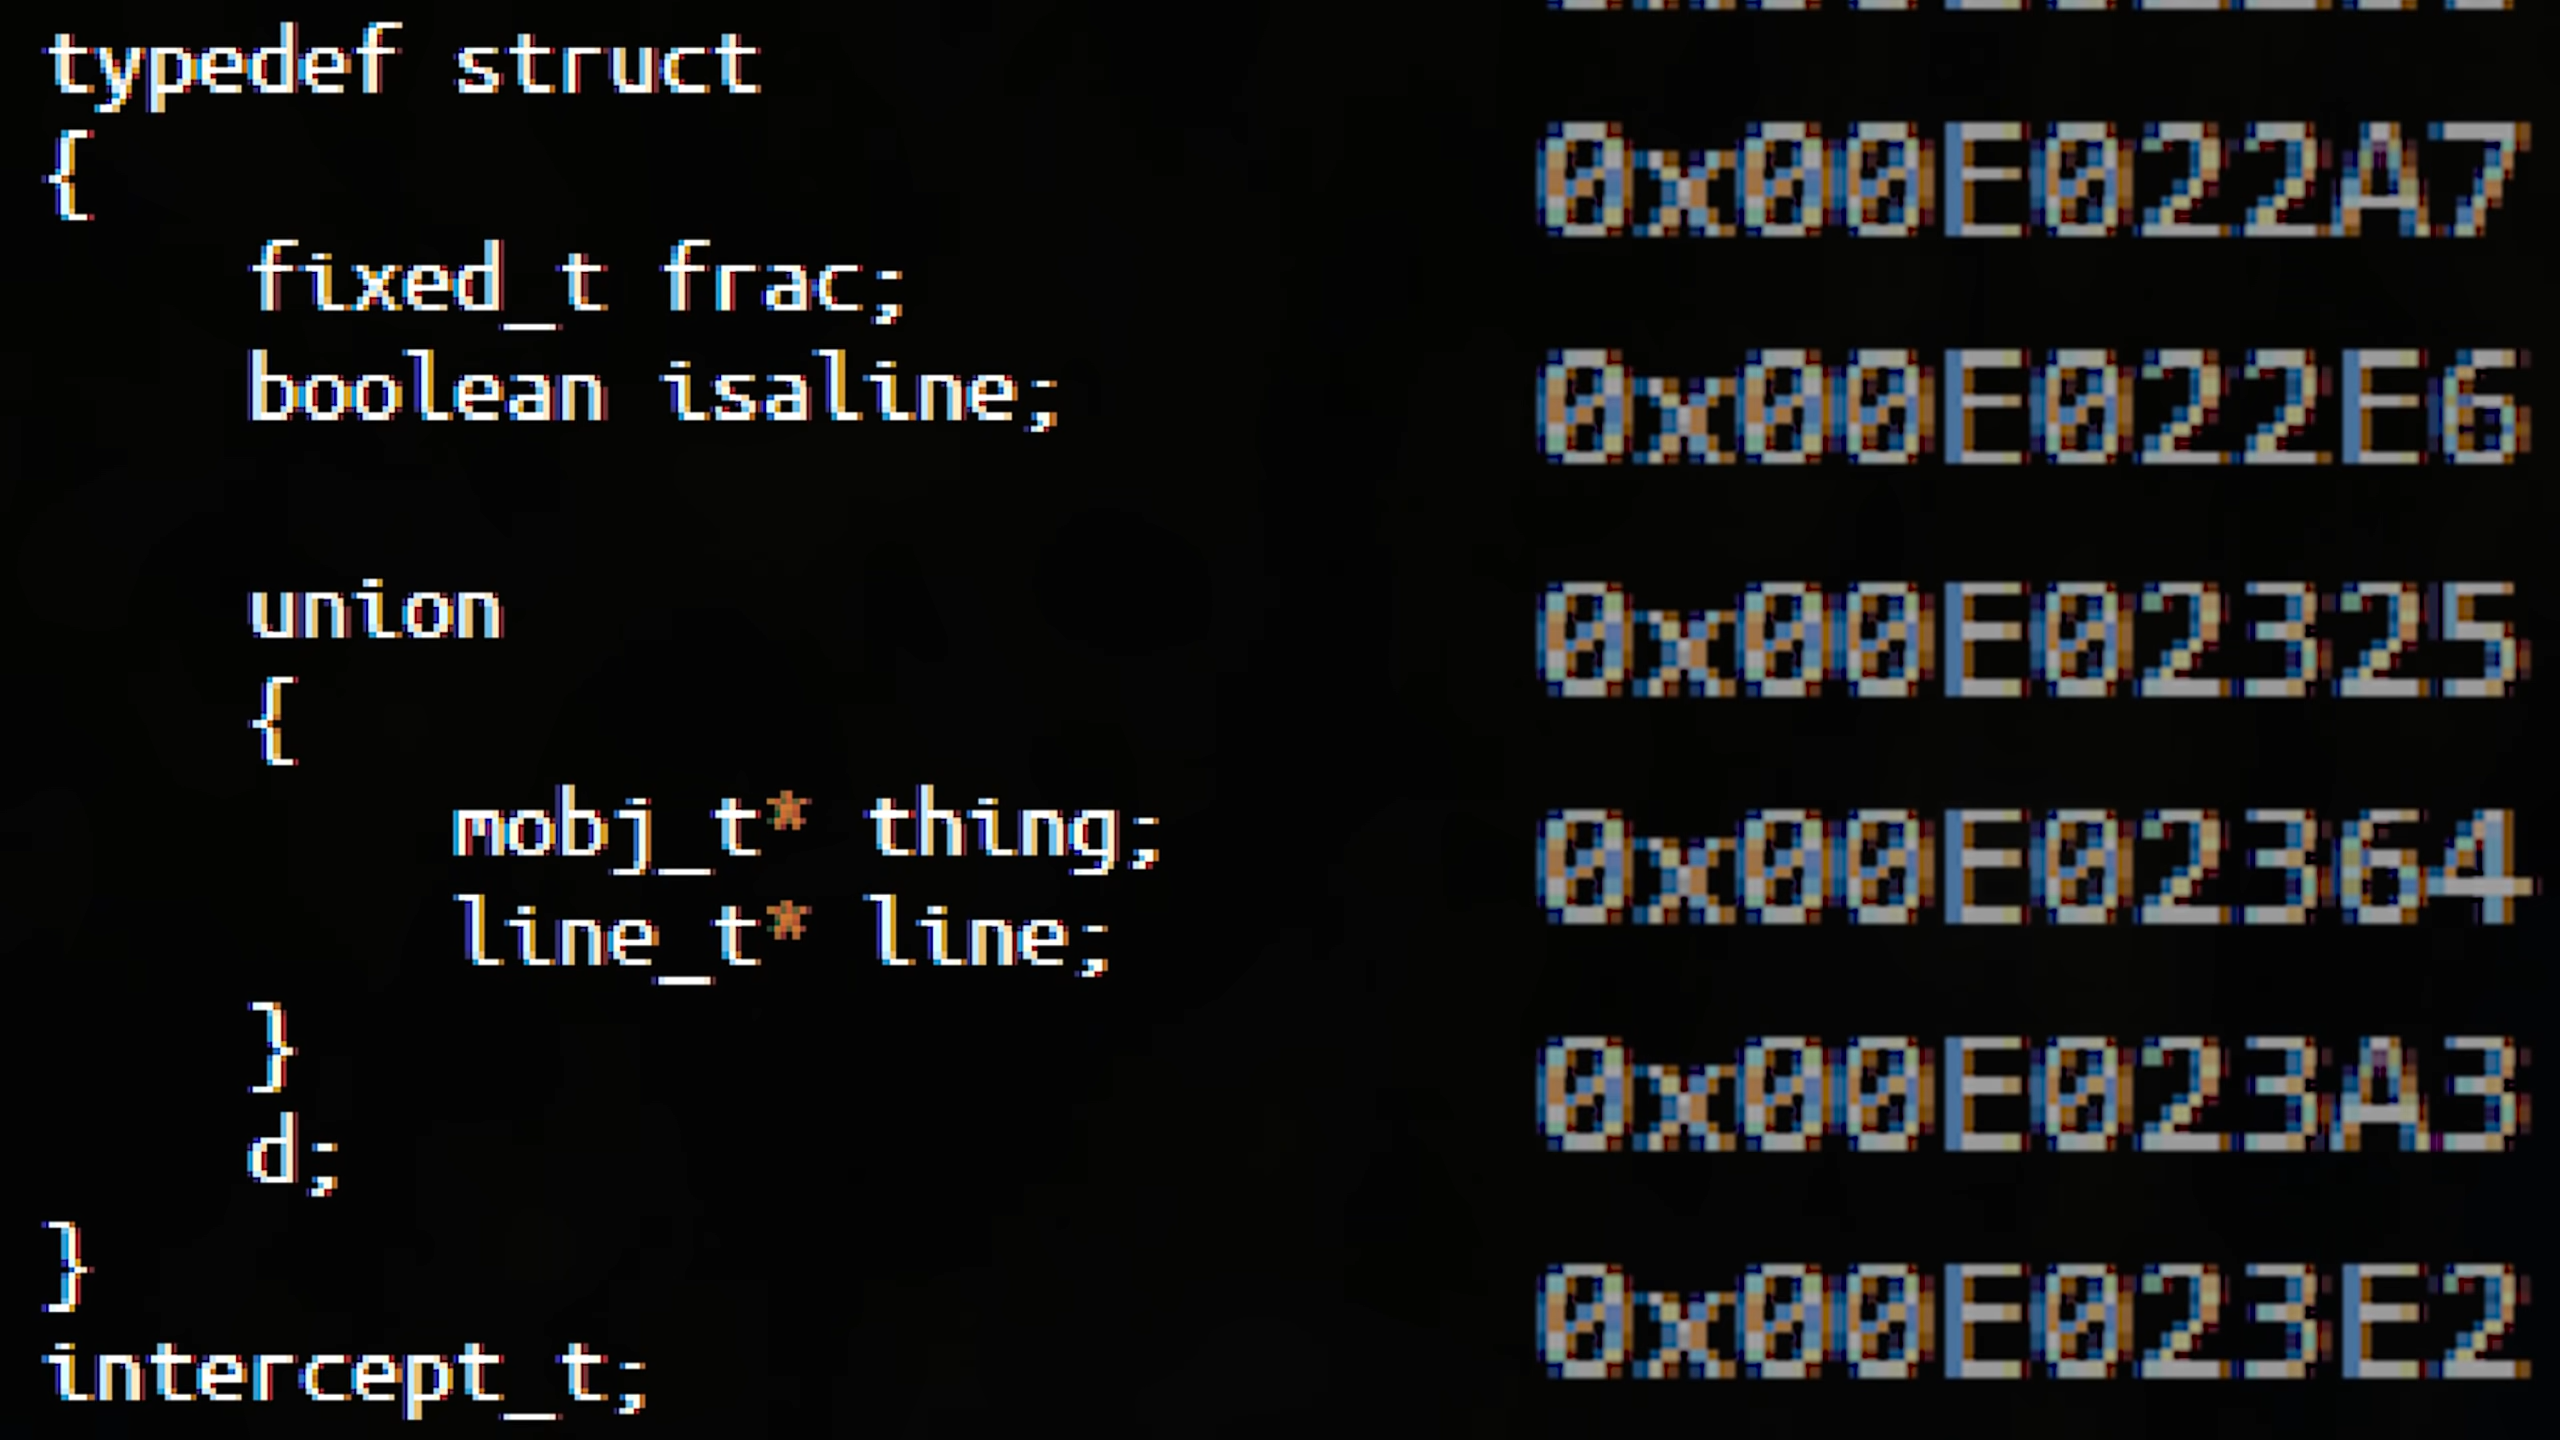 typedef struct
{
    fixed_t frac;
    boolean isaline;

    union
    {
        mobj_t* thing;
        line_t* line;
    }
    d;
}
intercept_t;
0x00E022A7
0x00E022E6
0x00E02325
0x00E02364
0x00E023A3
0x00E023E2